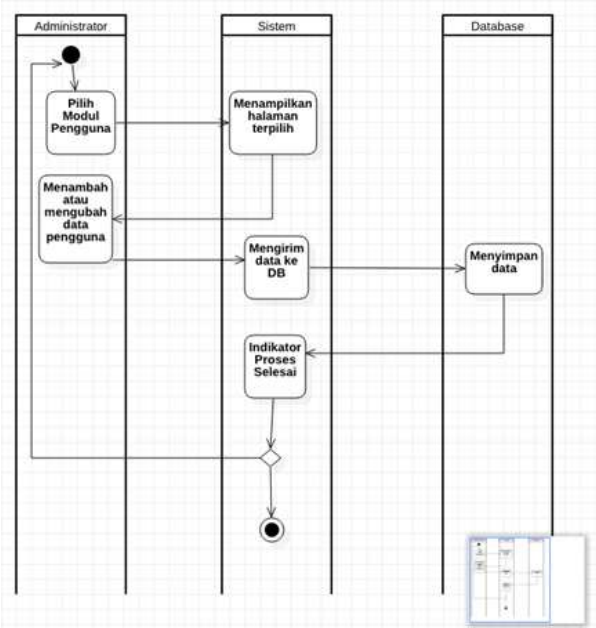 Administrator
Sistem
Database
Pilih
Modul
Pengguna
Menampilkan
halaman
terpilih
Menambah
atau
mengubah
data
pengguna
Mengirim
data ke
DB
Menyimpan
data
Indikator
Proses
Selesai